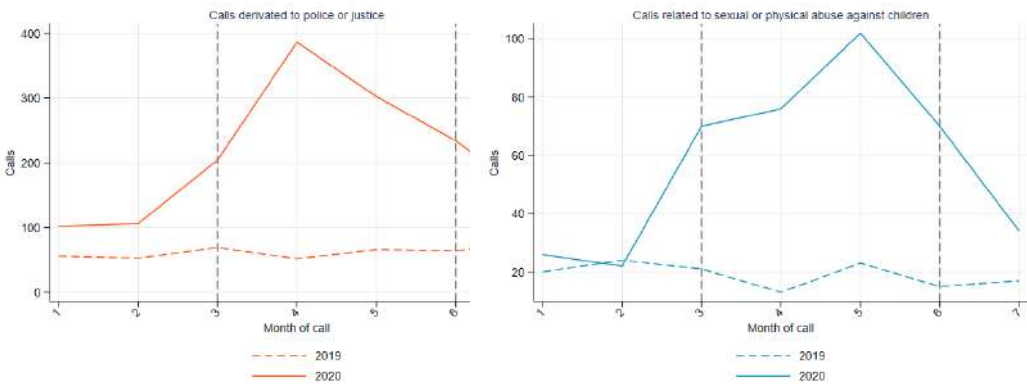 Calls derivated to police or justice
400
300
200
100
0
Calls
1 2 3 4 5 6
Month of call
2019
2020
Calls related to sexual or physical abuse against children
100
80
60
40
20
Calls
1 2 3 4 5 6 7
Month of call
2019
2020